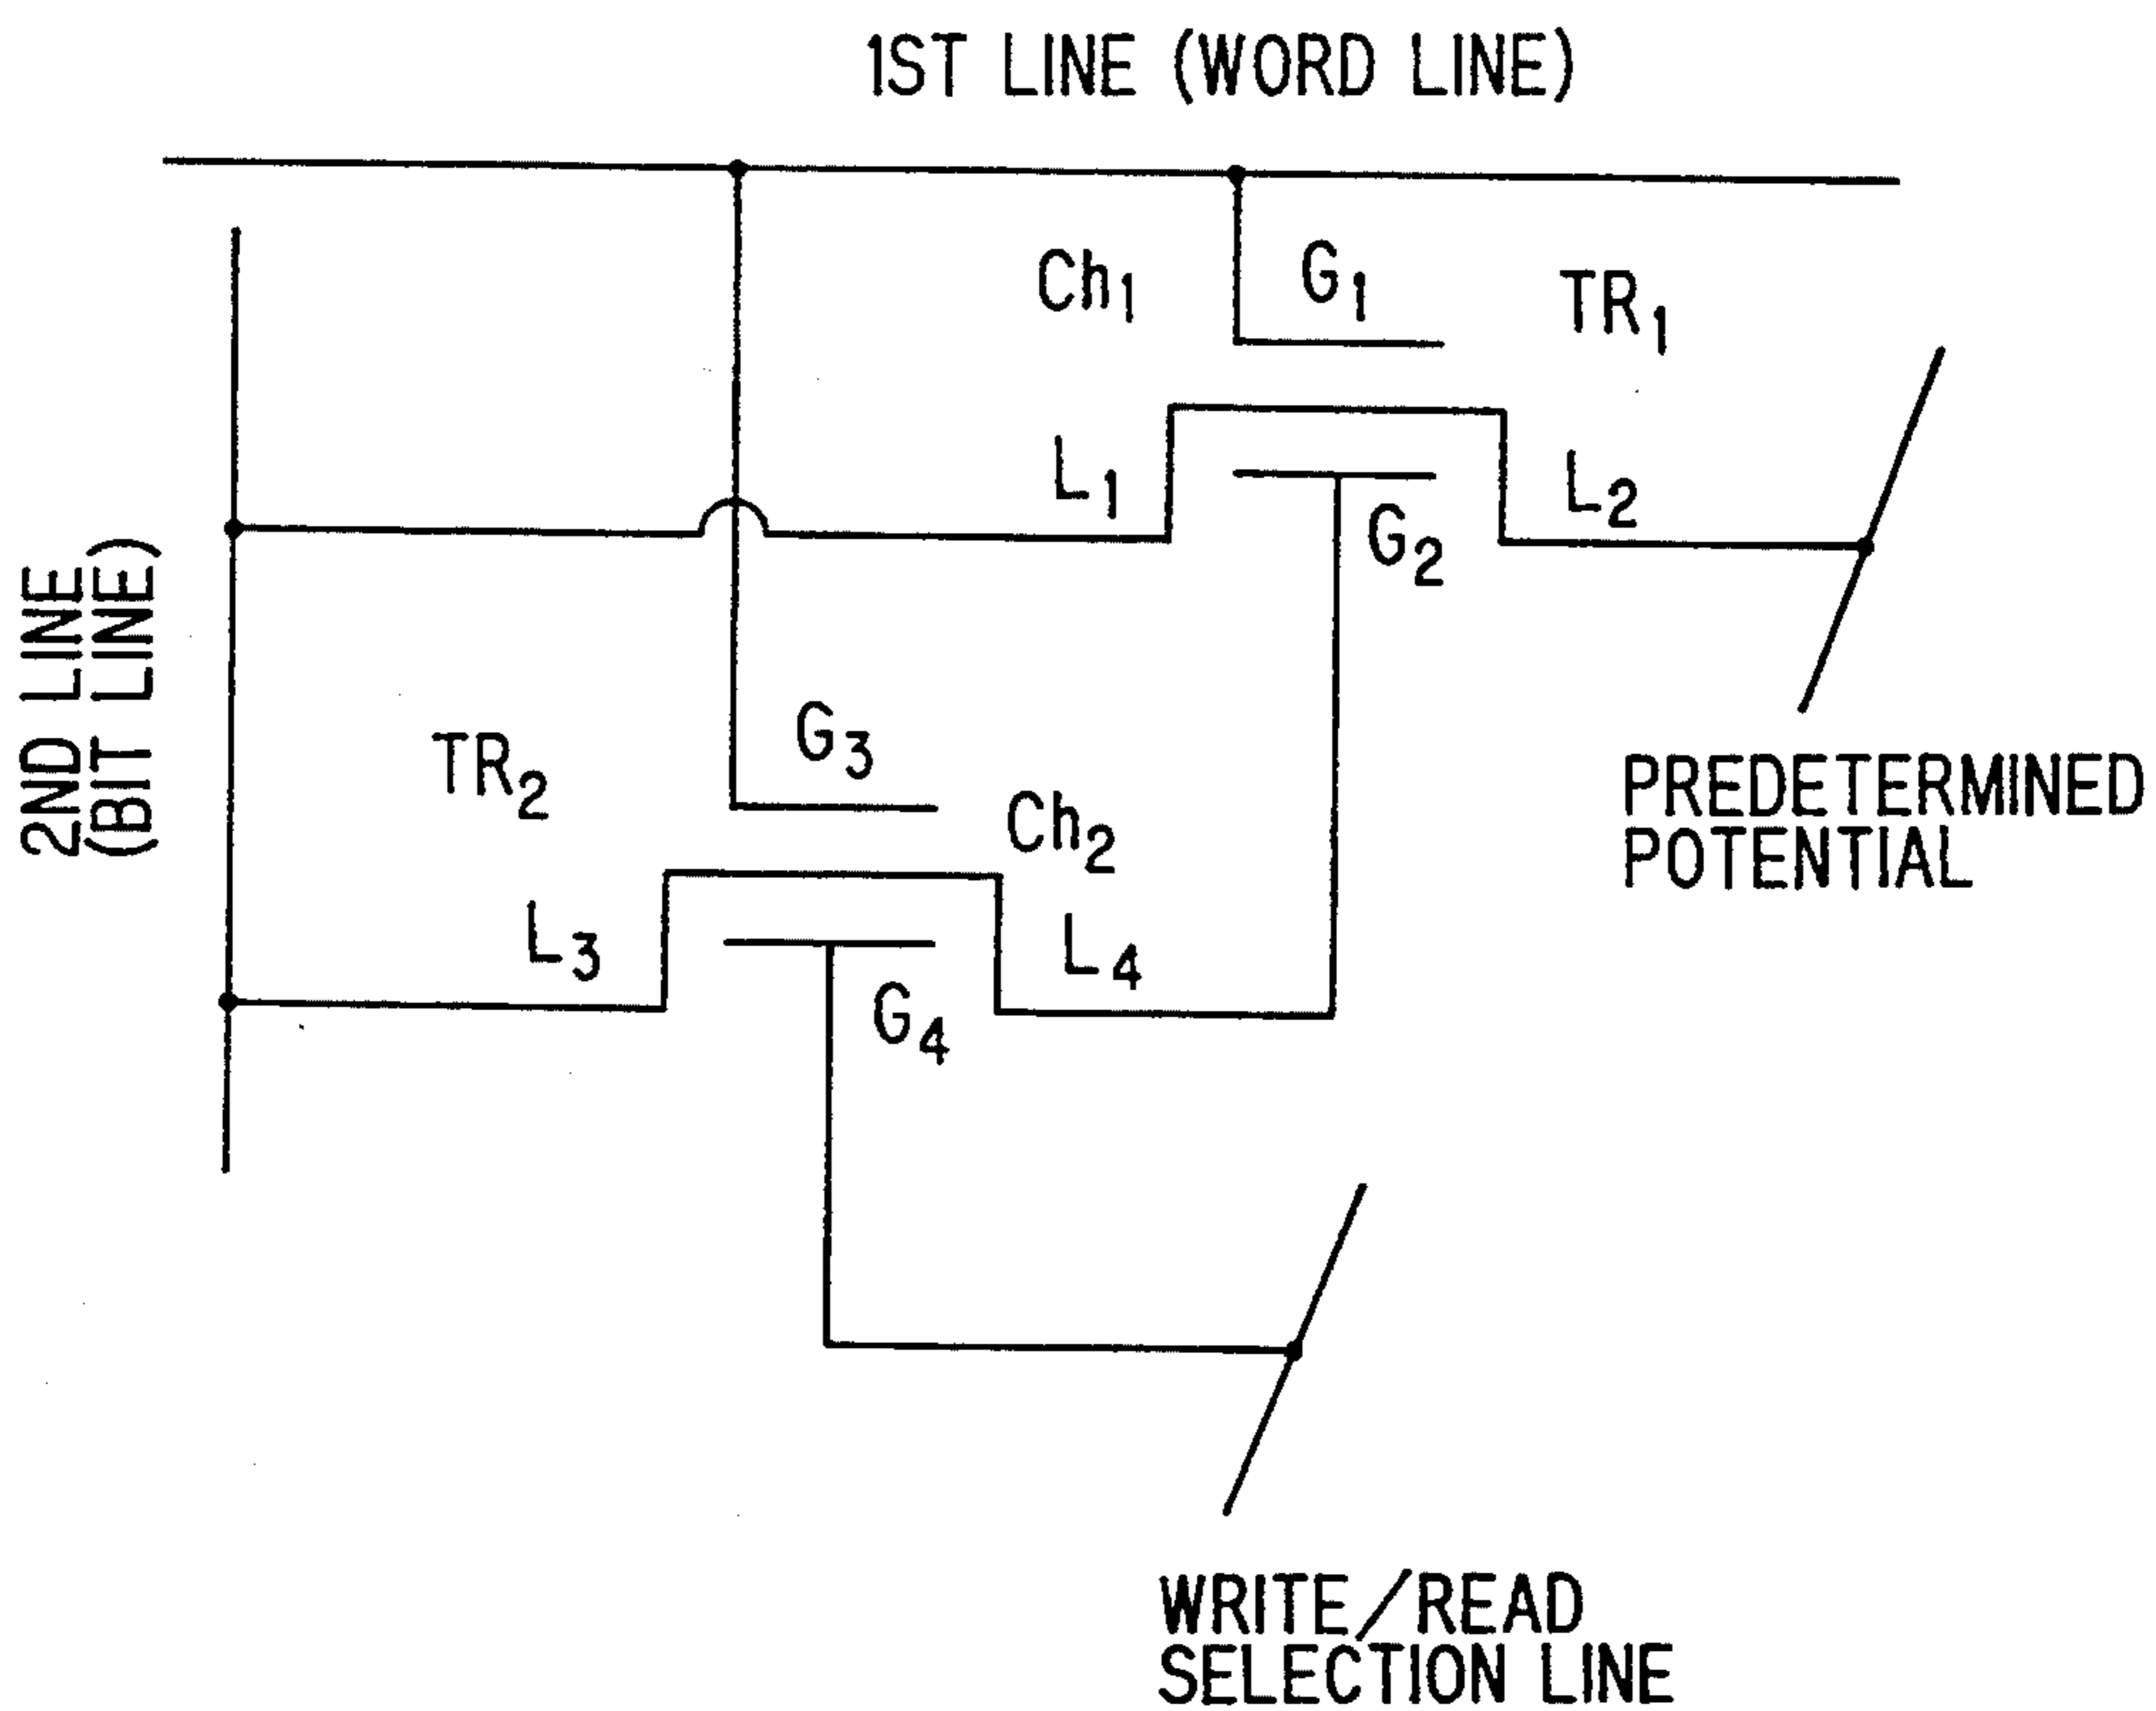 1ST LINE (WORD LINE)
Ch1
G1
TR1
L1
L2
G2
2ND LINE
(BIT LINE)
TR2
G3
Ch2
PREDETERMINED
POTENTIAL
L3
L4
G4
WRITE/READ
SELECTION LINE